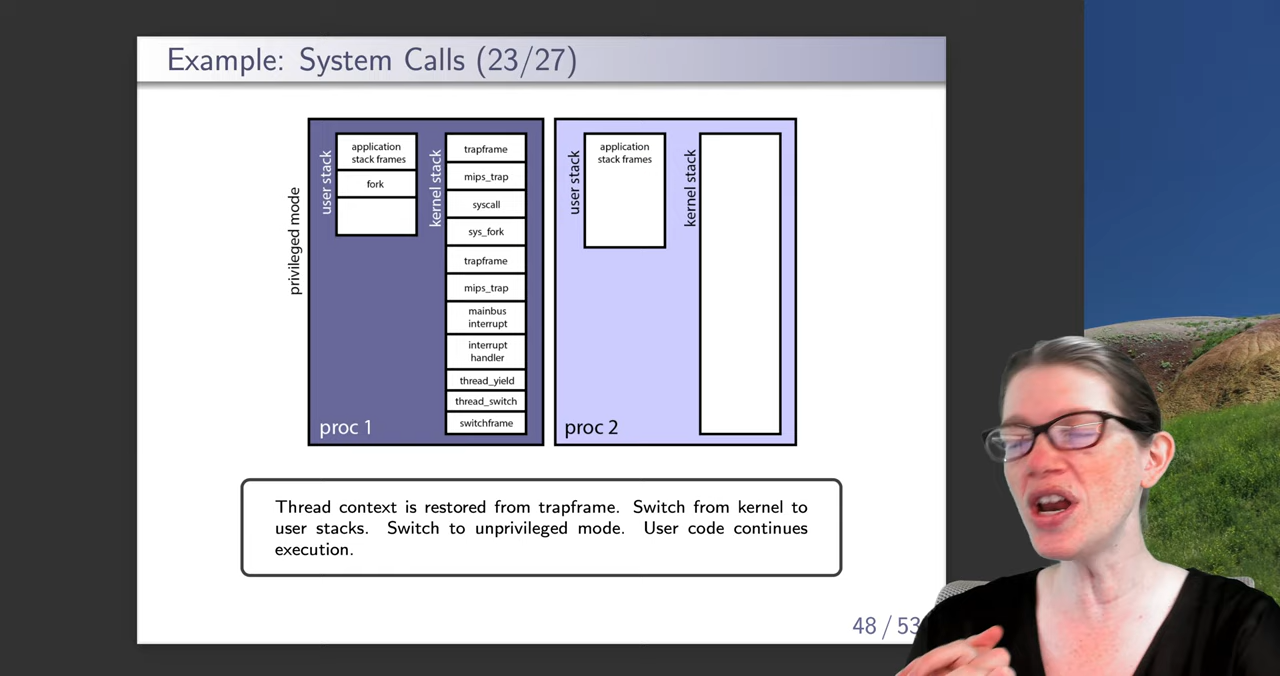 Example: System Calls (23/27)
privileged mode
user stack
application
stack frames
fork
kernel stack
trapframe
mips_trap
syscall
sys_fork
trapframe
mips_trap
mainbus
interrupt
interrupt
handler
thread_yield
thread_switch
switchframe
proc 1
user stack
application
stack frames
kernel stack
proc 2
Thread context is restored from trapframe. Switch from kernel to
user stacks. Switch to unprivileged mode. User code continues
execution.
48 / 53